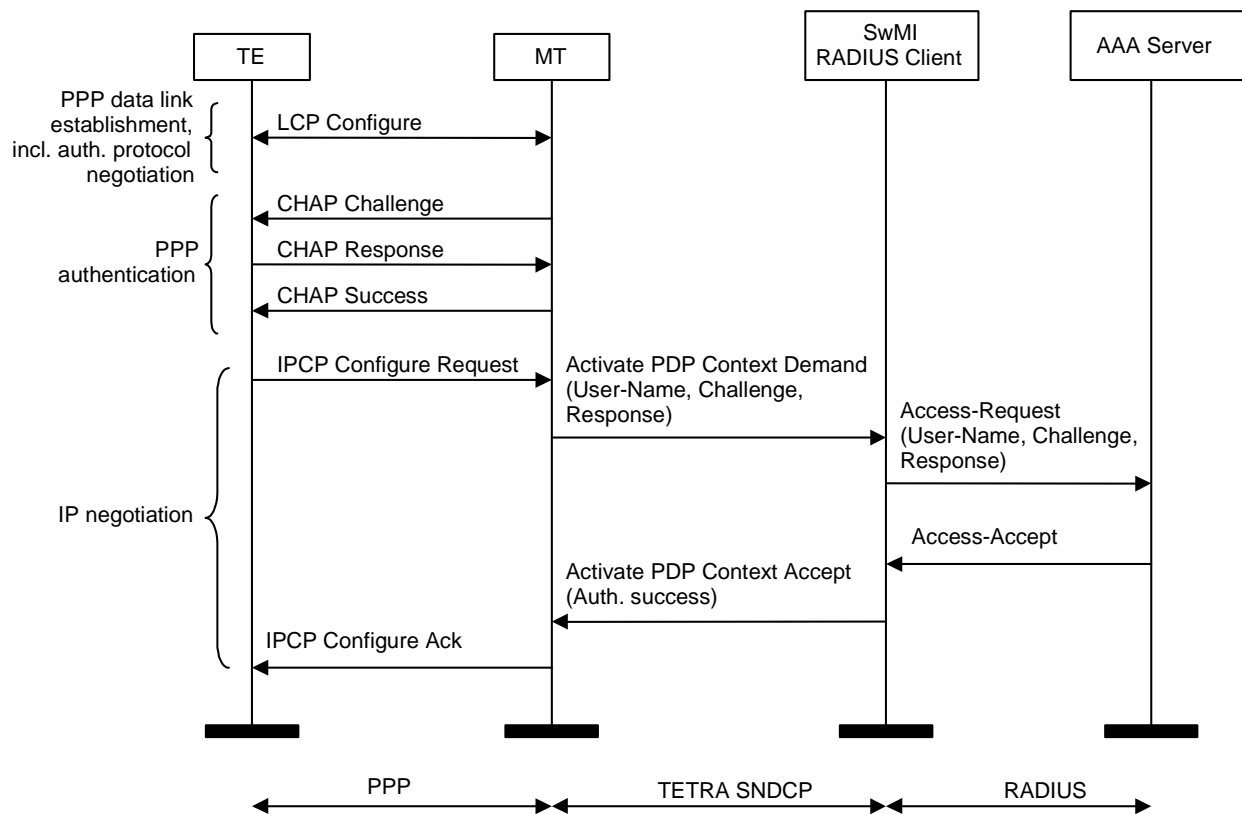 SwMI
RADIUS Client
TE
MT
AAA Server
PPP data link
establishment,
incl. auth. protocol
negotiation
LCP Configure
CHAP Challenge
PPP
authentication
CHAP Response
CHAP Success
IPCP Configure Request
Activate PDP Context Demand
(User-Name, Challenge,
Response)
Access-Request
(User-Name, Challenge,
Response)
IP negotiation
Access-Accept
Activate PDP Context Accept
(Auth. success)
IPCP Configure Ack
PPP
TETRA SNDCP
RADIUS